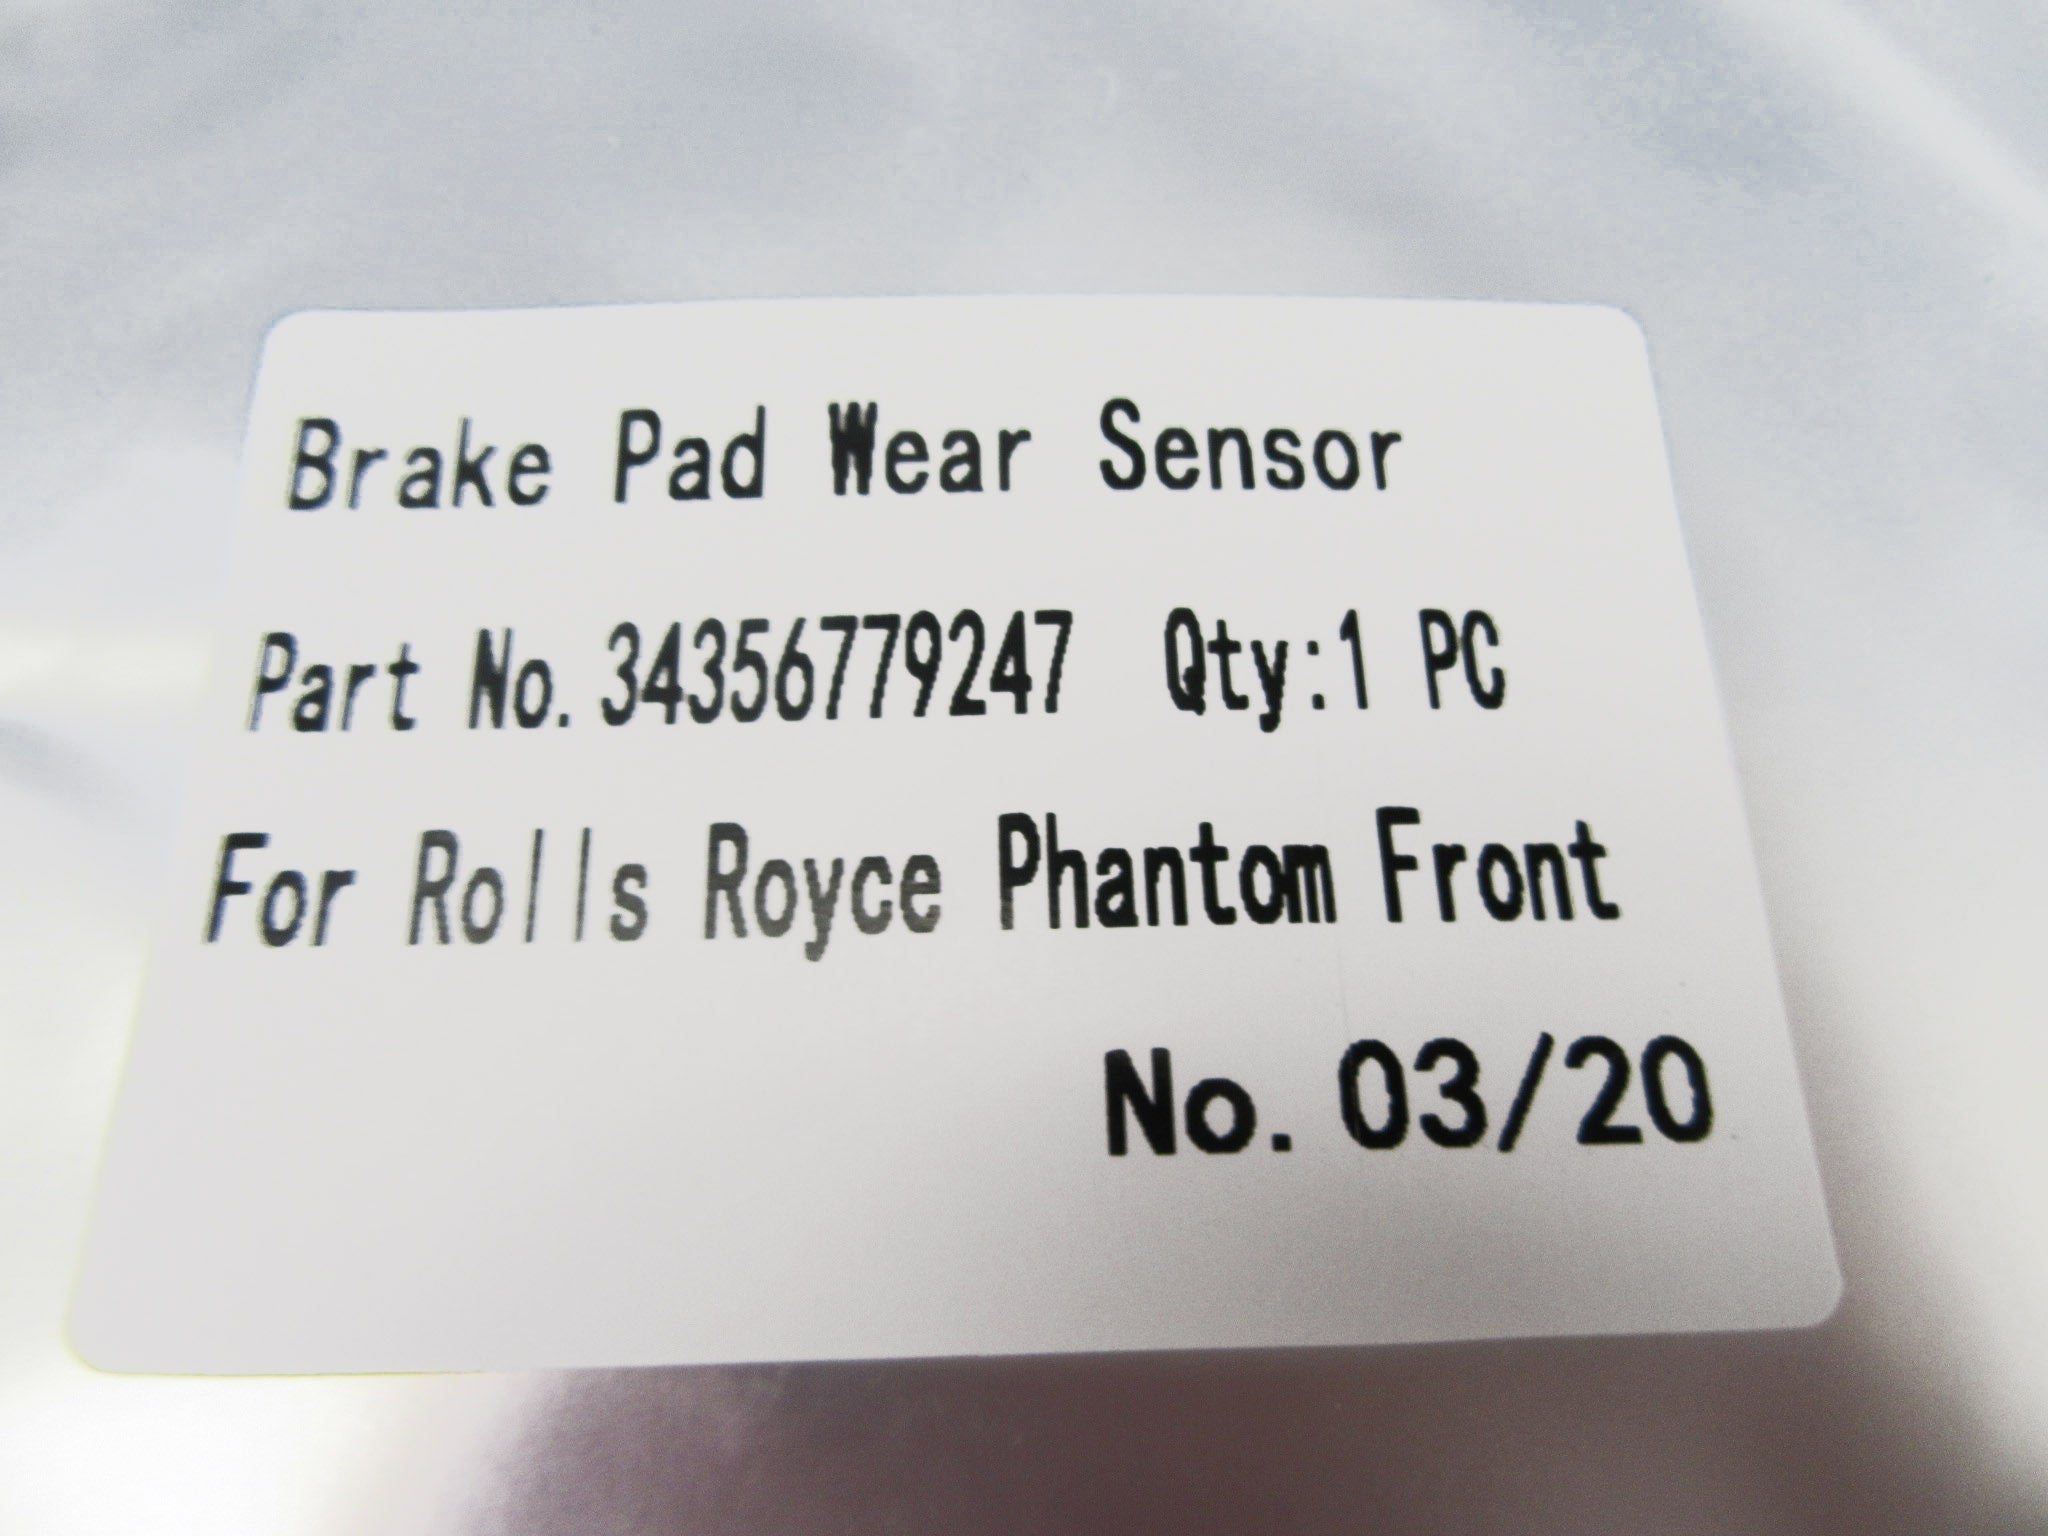 Brake Pad Wear Sensor
Part No. 34356779247 Qty:1 PC
For Rolls Royce Phantom Front
No. 03/20